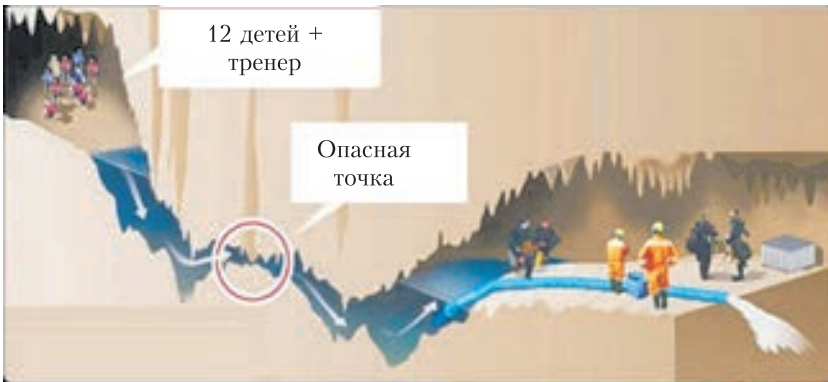 12 детей +
тренер
Опасная
точка